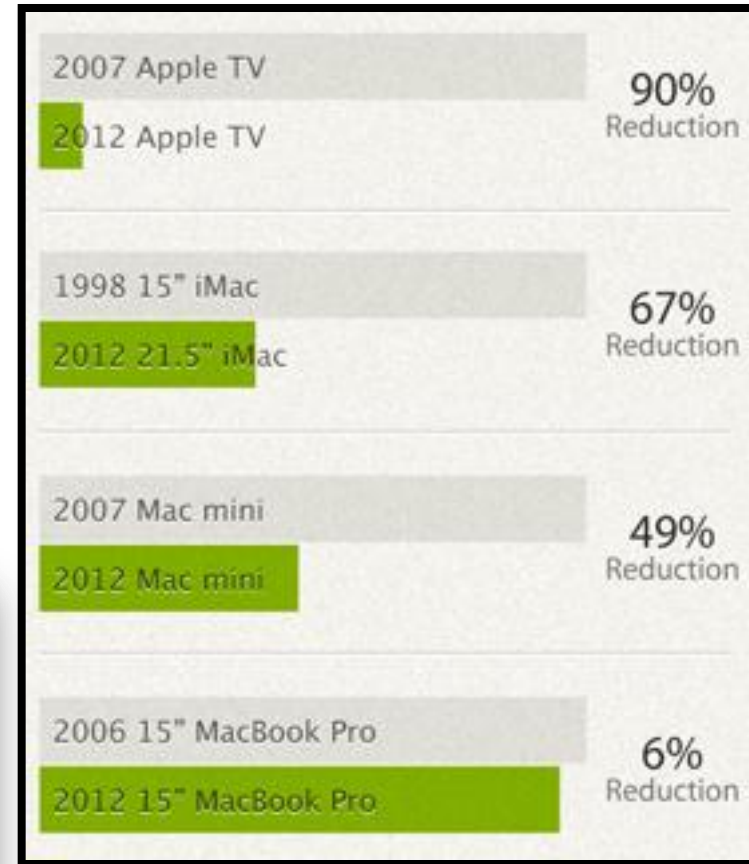 2007 Apple TV
90%
2012 Apple TV
Reduction
1998 15” iMac
67%
2012 21.5” iMac
Reduction
2007 Mac mini
49%
2012 Mac mini
Reduction
2006 15” MacBook Pro
6%
2012 15” MacBook Pro
Reduction